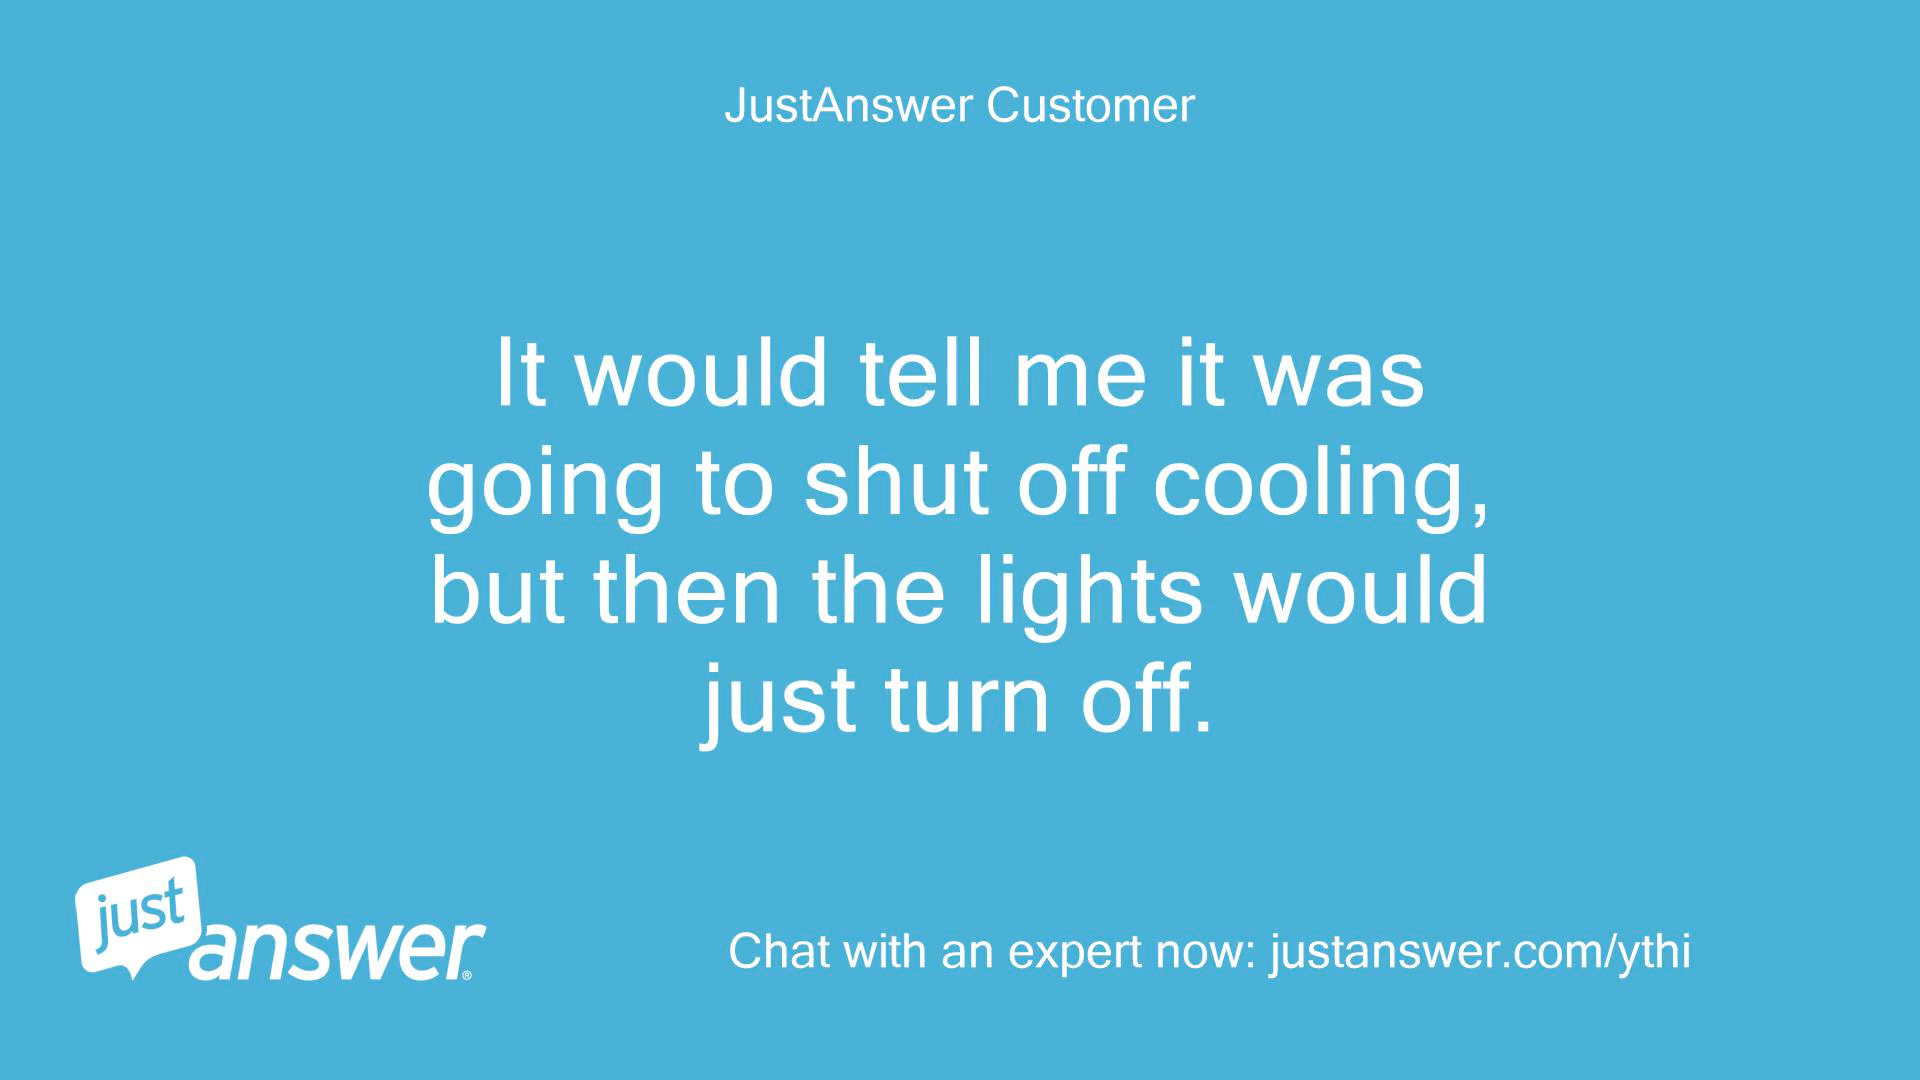 JustAnswer Customer
It would tell me it was
going to shut off cooling,
but then the lights would
just turn off.
just
answer®
Chat with an expert now: justanswer.com/ythi